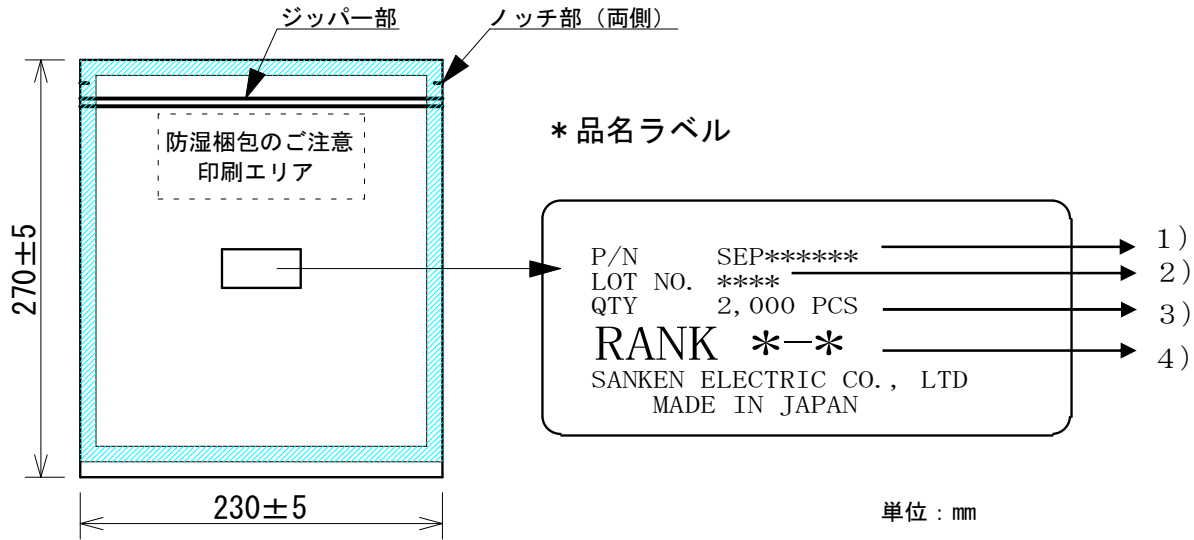 ジッパー部
ノッチ部（両側）
防湿梱包のご注意
印刷エリア
270±5
230±5
＊品名ラベル
P/N SEP******
LOT NO. ****
QTY 2,000 PCS
RANK *－*
SANKEN ELECTRIC CO., LTD
MADE IN JAPAN
1）
2）
3）
4）
単位：㎜